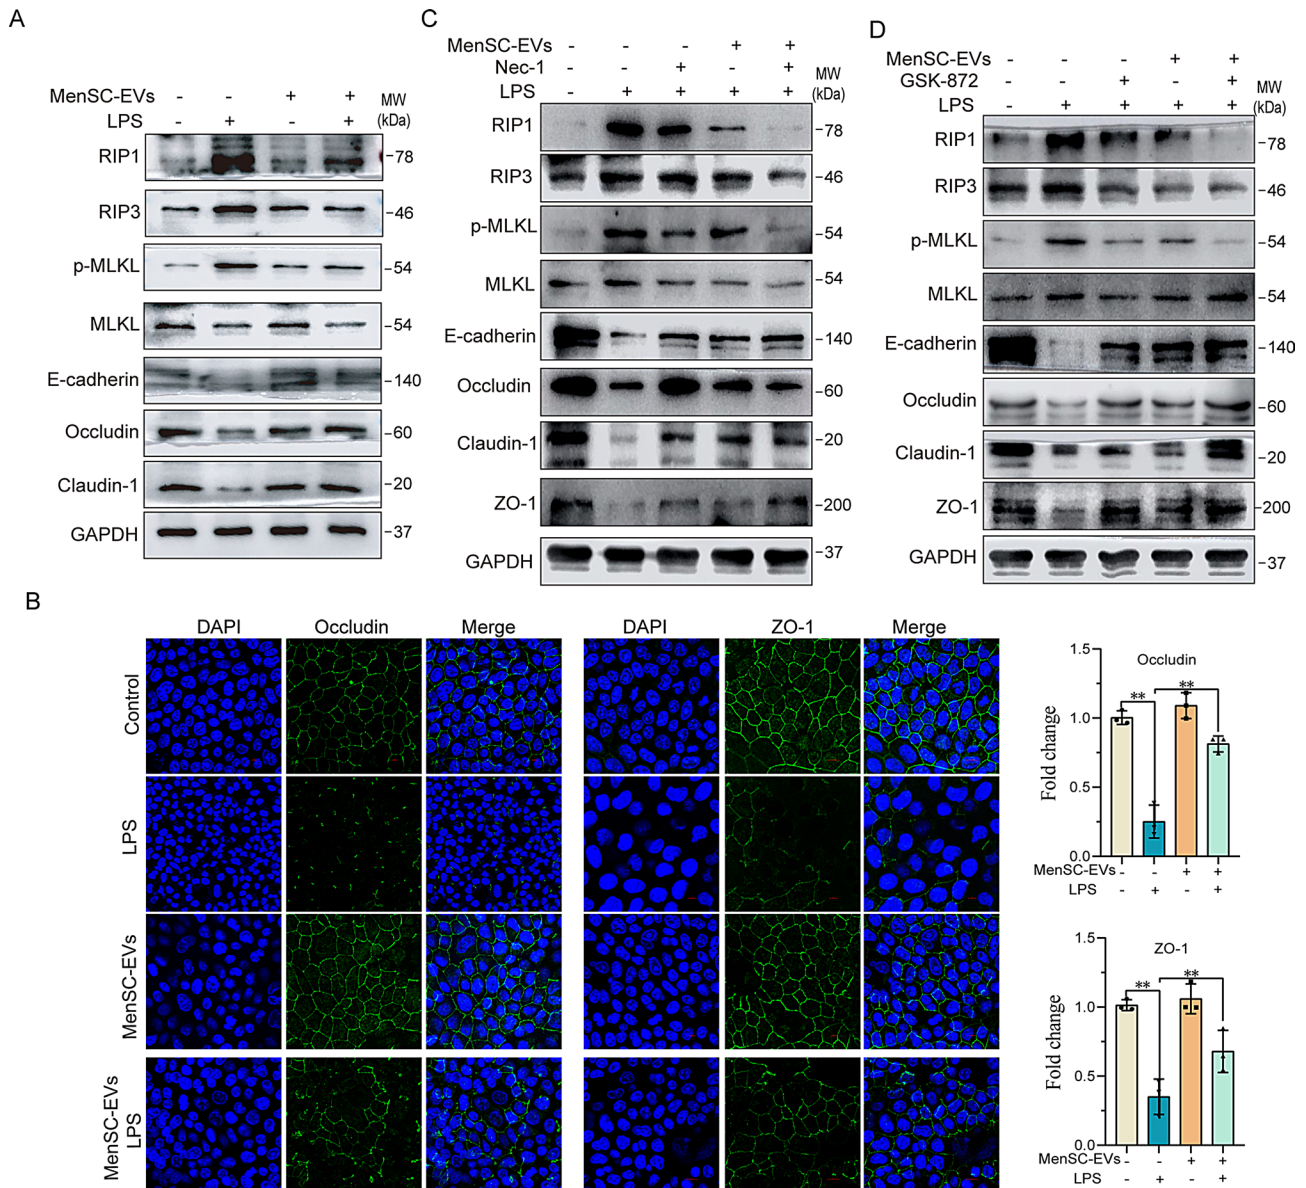 A
MenSC-EVs - - + +
LPS - + - +
MW
(kDa)
RIP1 -78
RIP3 -46
p-MLKL -54
MLKL -54
E-cadherin -140
Occludin -60
Claudin-1 -20
GAPDH -37
C
MenSC-EVs - - - + +
Nec-1 - - + - +
LPS - + + + +
MW
(kDa)
RIP1 -78
RIP3 -46
p-MLKL -54
MLKL -54
E-cadherin -140
Occludin -60
Claudin-1 -20
ZO-1 -200
GAPDH -37
D
MenSC-EVs - - - + +
GSK-872 - - + - +
LPS - + + + +
MW
(kDa)
RIP1 -78
RIP3 -46
p-MLKL -54
MLKL -54
E-cadherin -140
Occludin -60
Claudin-1 -20
ZO-1 -200
GAPDH -37
B
DAPI Occludin Merge DAPI ZO-1 Merge
Control
LPS
MenSC-EVs
MenSC-EVs
LPS
Occludin
Fold change
1.5
1.0
0.5
0.0
** **
MenSC-EVs - - + +
LPS - + - +
ZO-1
Fold change
1.5
1.0
0.5
0.0
** **
MenSC-EVs - - + +
LPS - + - +